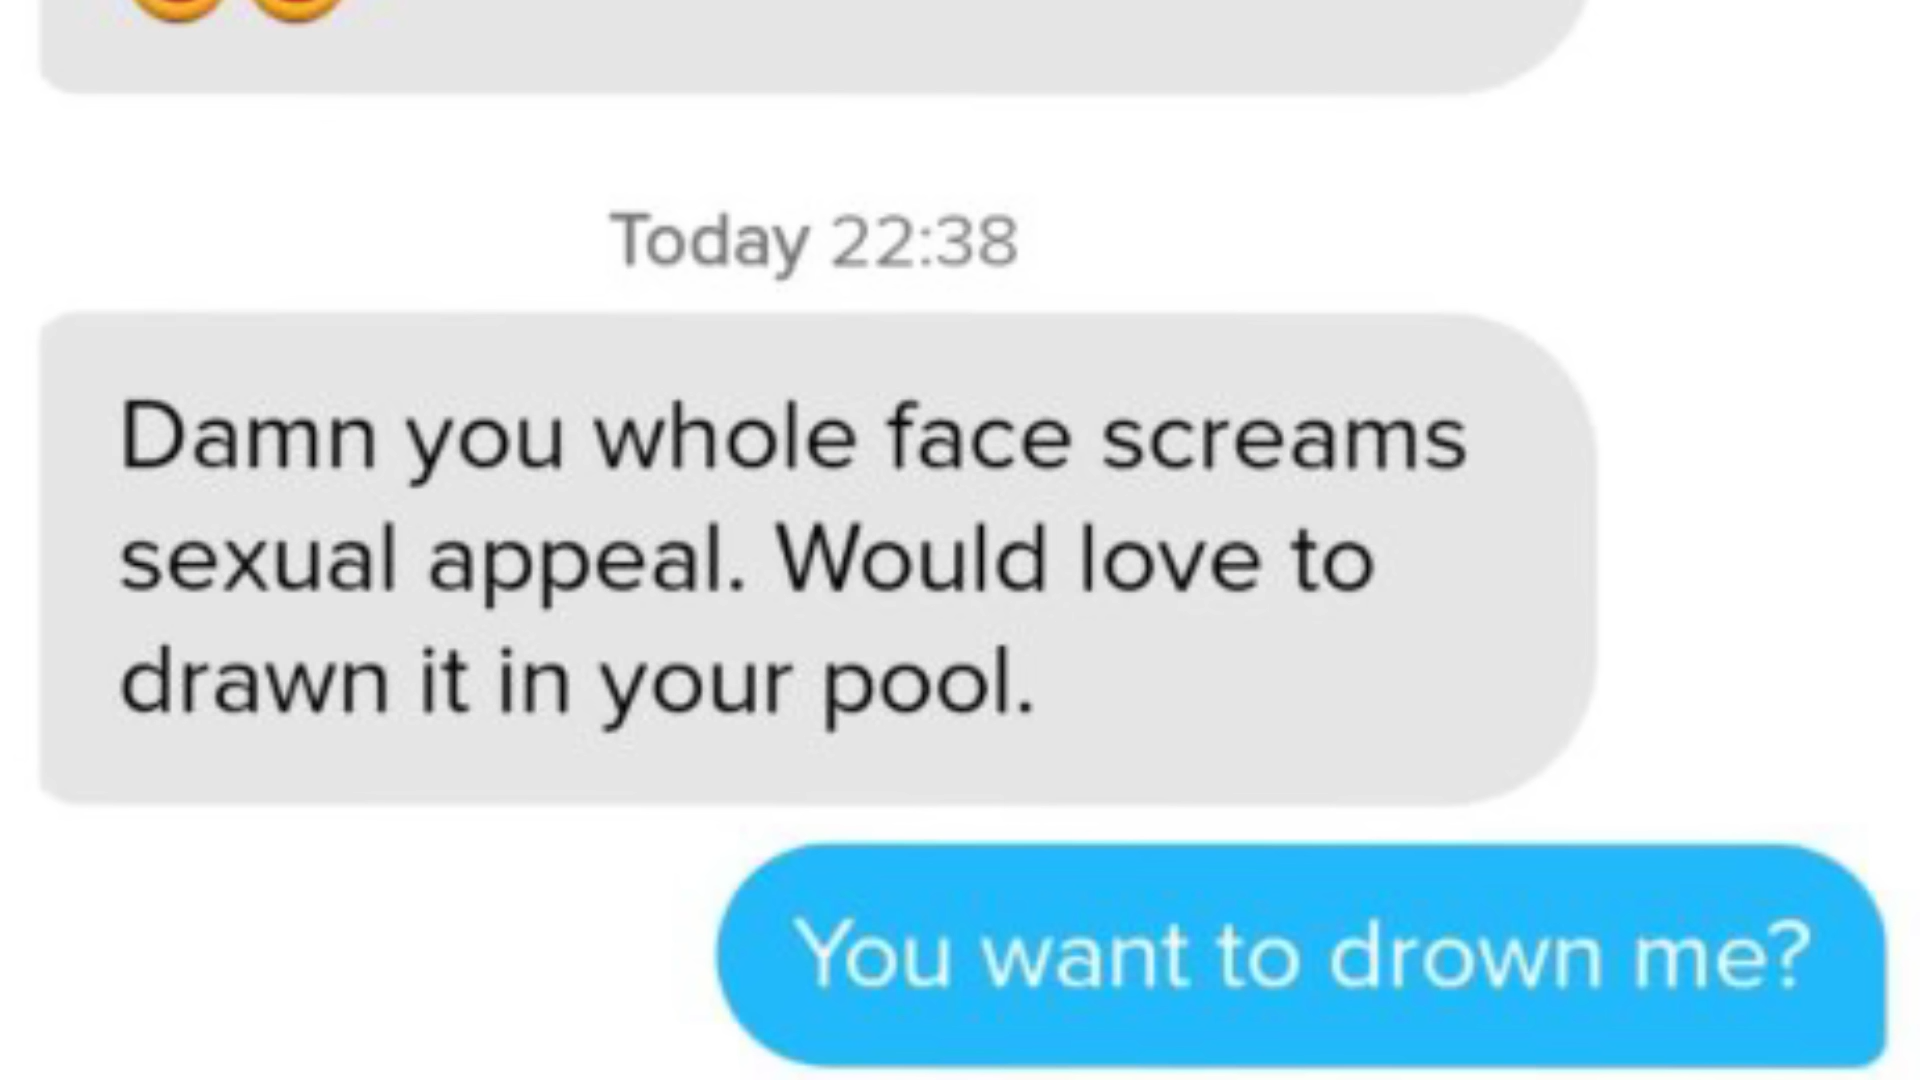 Today 22:38
Damn you whole face screams
sexual appeal. Would love to
drawn it in your pool.
You want to drown me?